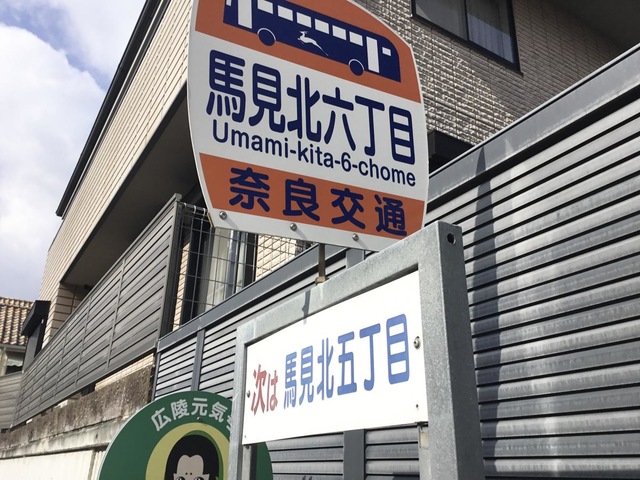 馬見北六丁目
Umami-kita-6-chome
奈良交通
次は 馬見北五丁目
広陵元気